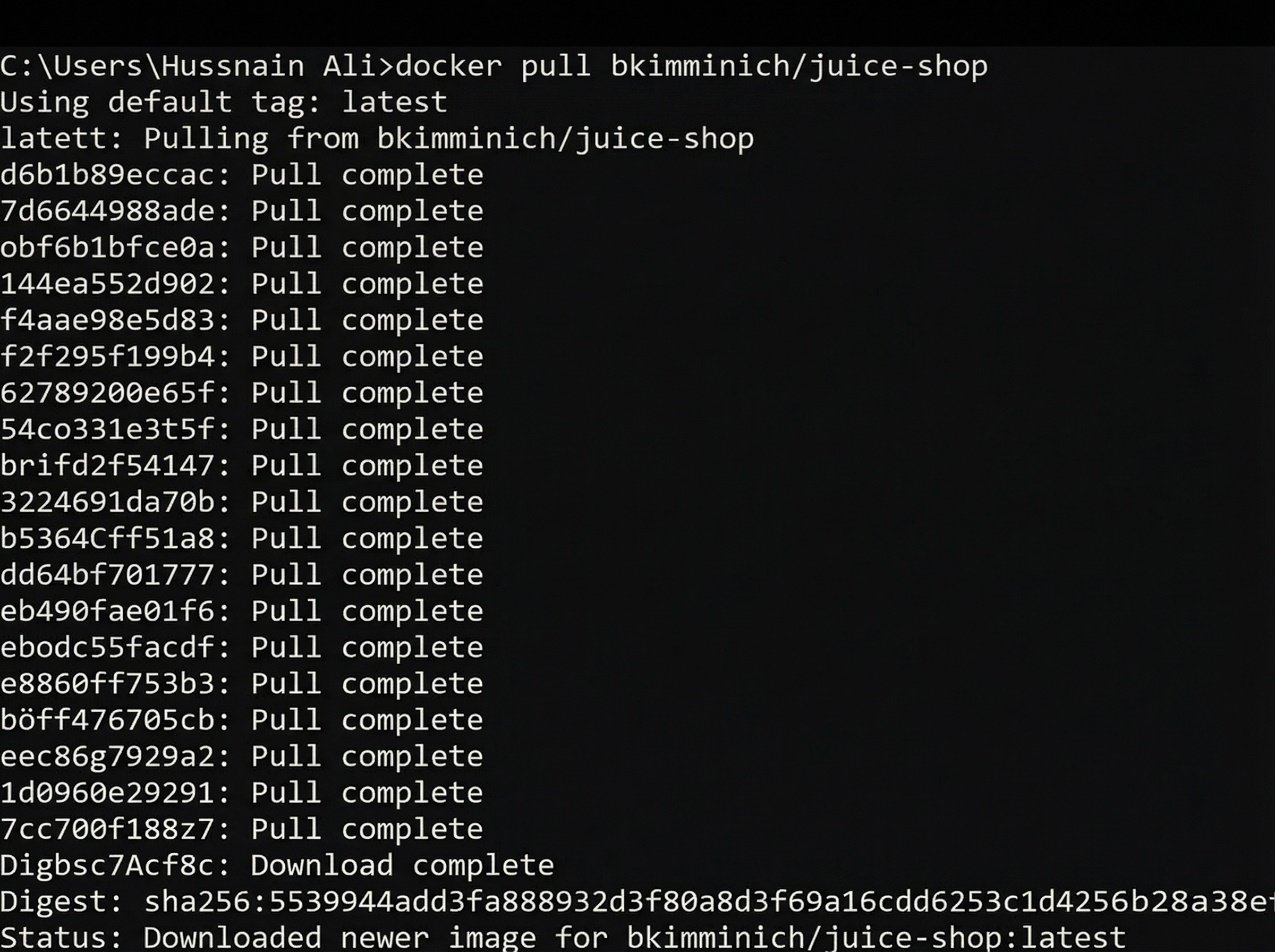 C:\Users\Hussnain Ali>docker pull bkimminich/juice-shop
Using default tag: latest
latett: Pulling from bkimminich/juice-shop
d6b1b89eccac: Pull complete
7d6644988ade: Pull complete
obf6b1bfce0a: Pull complete
144ea552d902: Pull complete
f4aae98e5d83: Pull complete
f2f295f199b4: Pull complete
62789200e65f: Pull complete
54co331e3t5f: Pull complete
brifd2f54147: Pull complete
3224691da70b: Pull complete
b5364Cff51a8: Pull complete
dd64bf701777: Pull complete
eb490fae01f6: Pull complete
ebodc55facdf: Pull complete
e8860ff753b3: Pull complete
böff476705cb: Pull complete
eec86g7929a2: Pull complete
1d0960e29291: Pull complete
7cc700f188z7: Pull complete
Digbsc7Acf8c: Download complete
Digest: sha256:5539944add3fa888932d3f80a8d3f69a16cdd6253c1d4256b28a38ef
Status: Downloaded newer image for bkimminich/juice-shop:latest